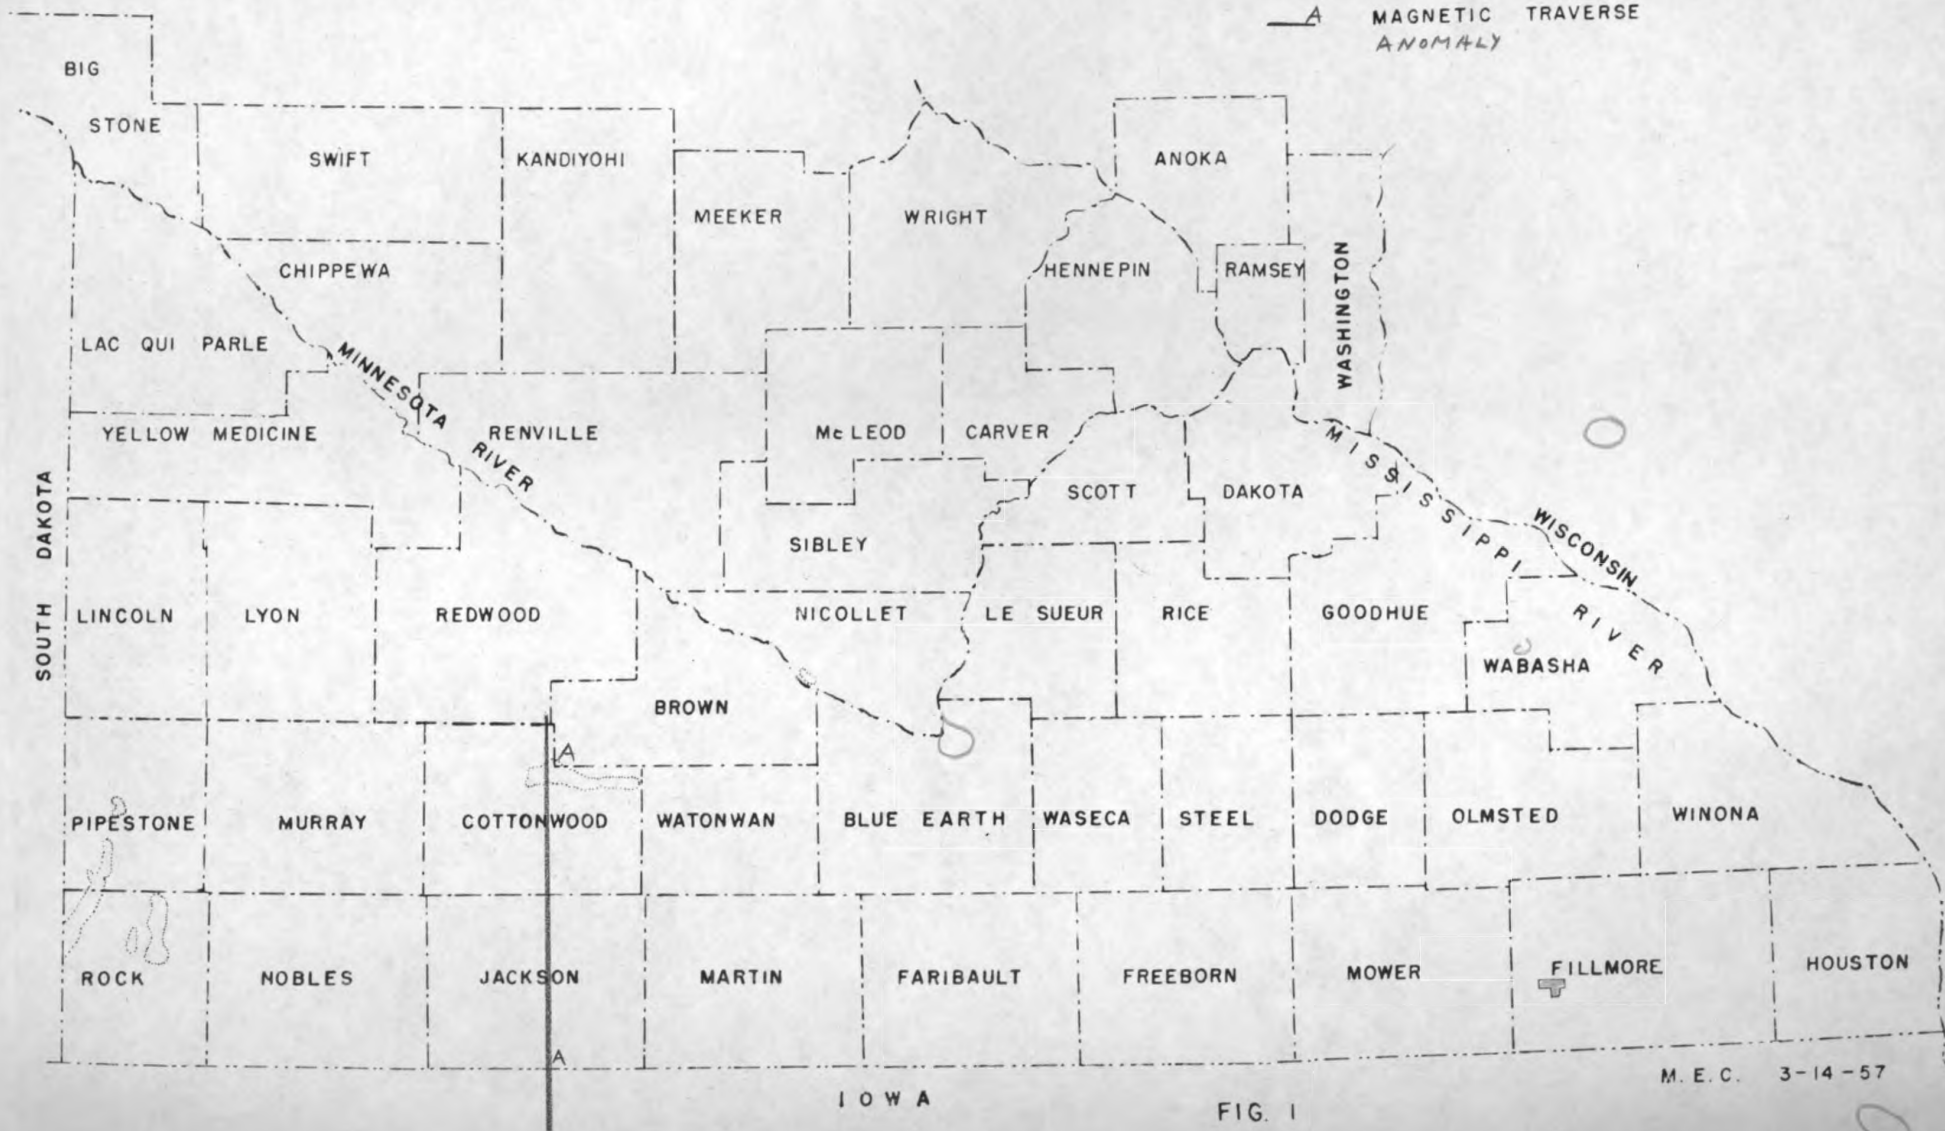 A MAGNETIC TRAVERSE
ANOMALY
BIG
STONE
SWIFT
KANDIYOHI
ANOKA
MEEKER
WRIGHT
CHIPPEWA
HENNEPIN
RAMSEY
WASHINGTON
LAC QUI PARLE
MINNESOTA RIVER
YELLOW MEDICINE
RENVILLE
McLEOD
CARVER
SCOTT
DAKOTA
MISSISSIPPI RIVER
WISCONSIN
SOUTH DAKOTA
SIBLEY
LINCOLN
LYON
REDWOOD
NICOLLET
LE SUEUR
RICE
GOODHUE
WABASHA
BROWN
A
PIPESTONE
MURRAY
COTTONWOOD
WATONWAN
BLUE EARTH
WASECA
STEEL
DODGE
OLMSTED
WINONA
ROCK
NOBLES
JACKSON
MARTIN
FARIBAULT
FREEBORN
MOWER
FILLMORE
HOUSTON
A
M. E. C. 3-14-57
IOWA
FIG. 1